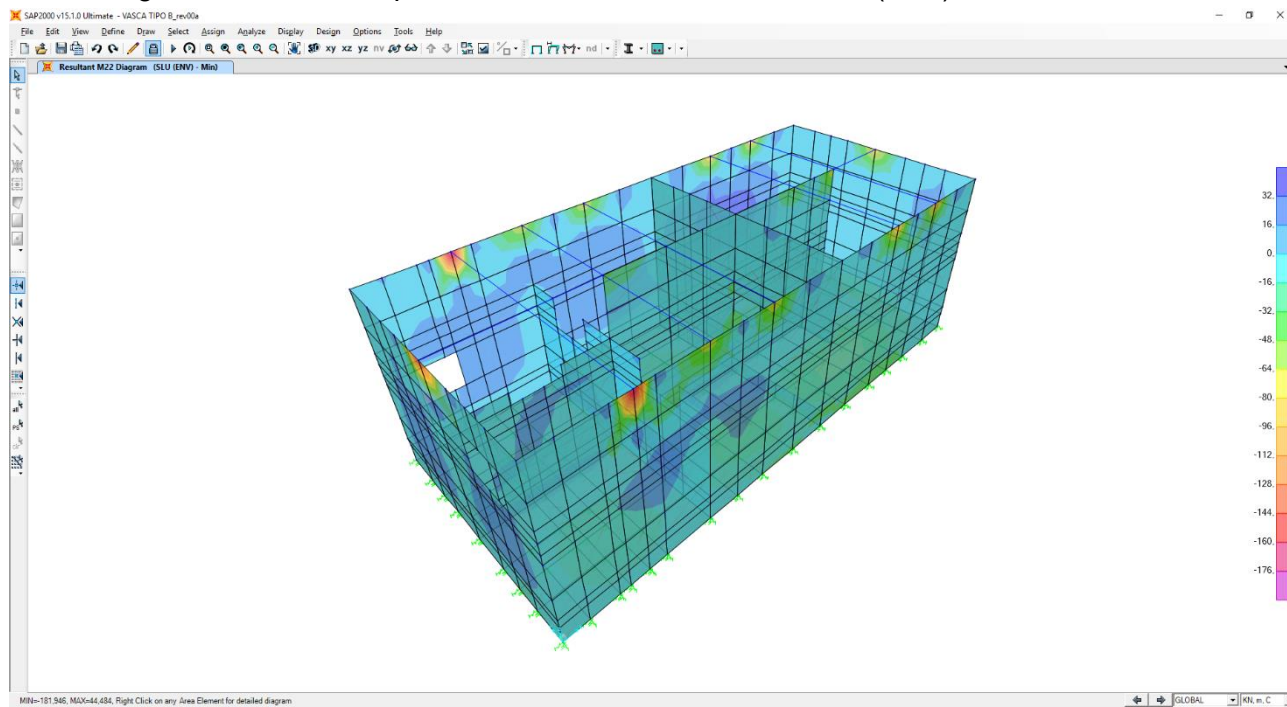 SAP2000 v15.1.0 Ultimate - VASCA TIPO B_rev00a
File Edit View Define Draw Select Assign Analyze Display Design Options Tools Help
xy xz yz nv nd
Resultant M22 Diagram (SLU (ENV) - Min)
32,
16,
0,
-16,
-32,
-48,
-64,
-80,
-96,
-112,
-128,
-144,
-160,
-176,
MIN=-181,946, MAX=44,484, Right Click on any Area Element for detailed diagram
GLOBAL KN, m, C